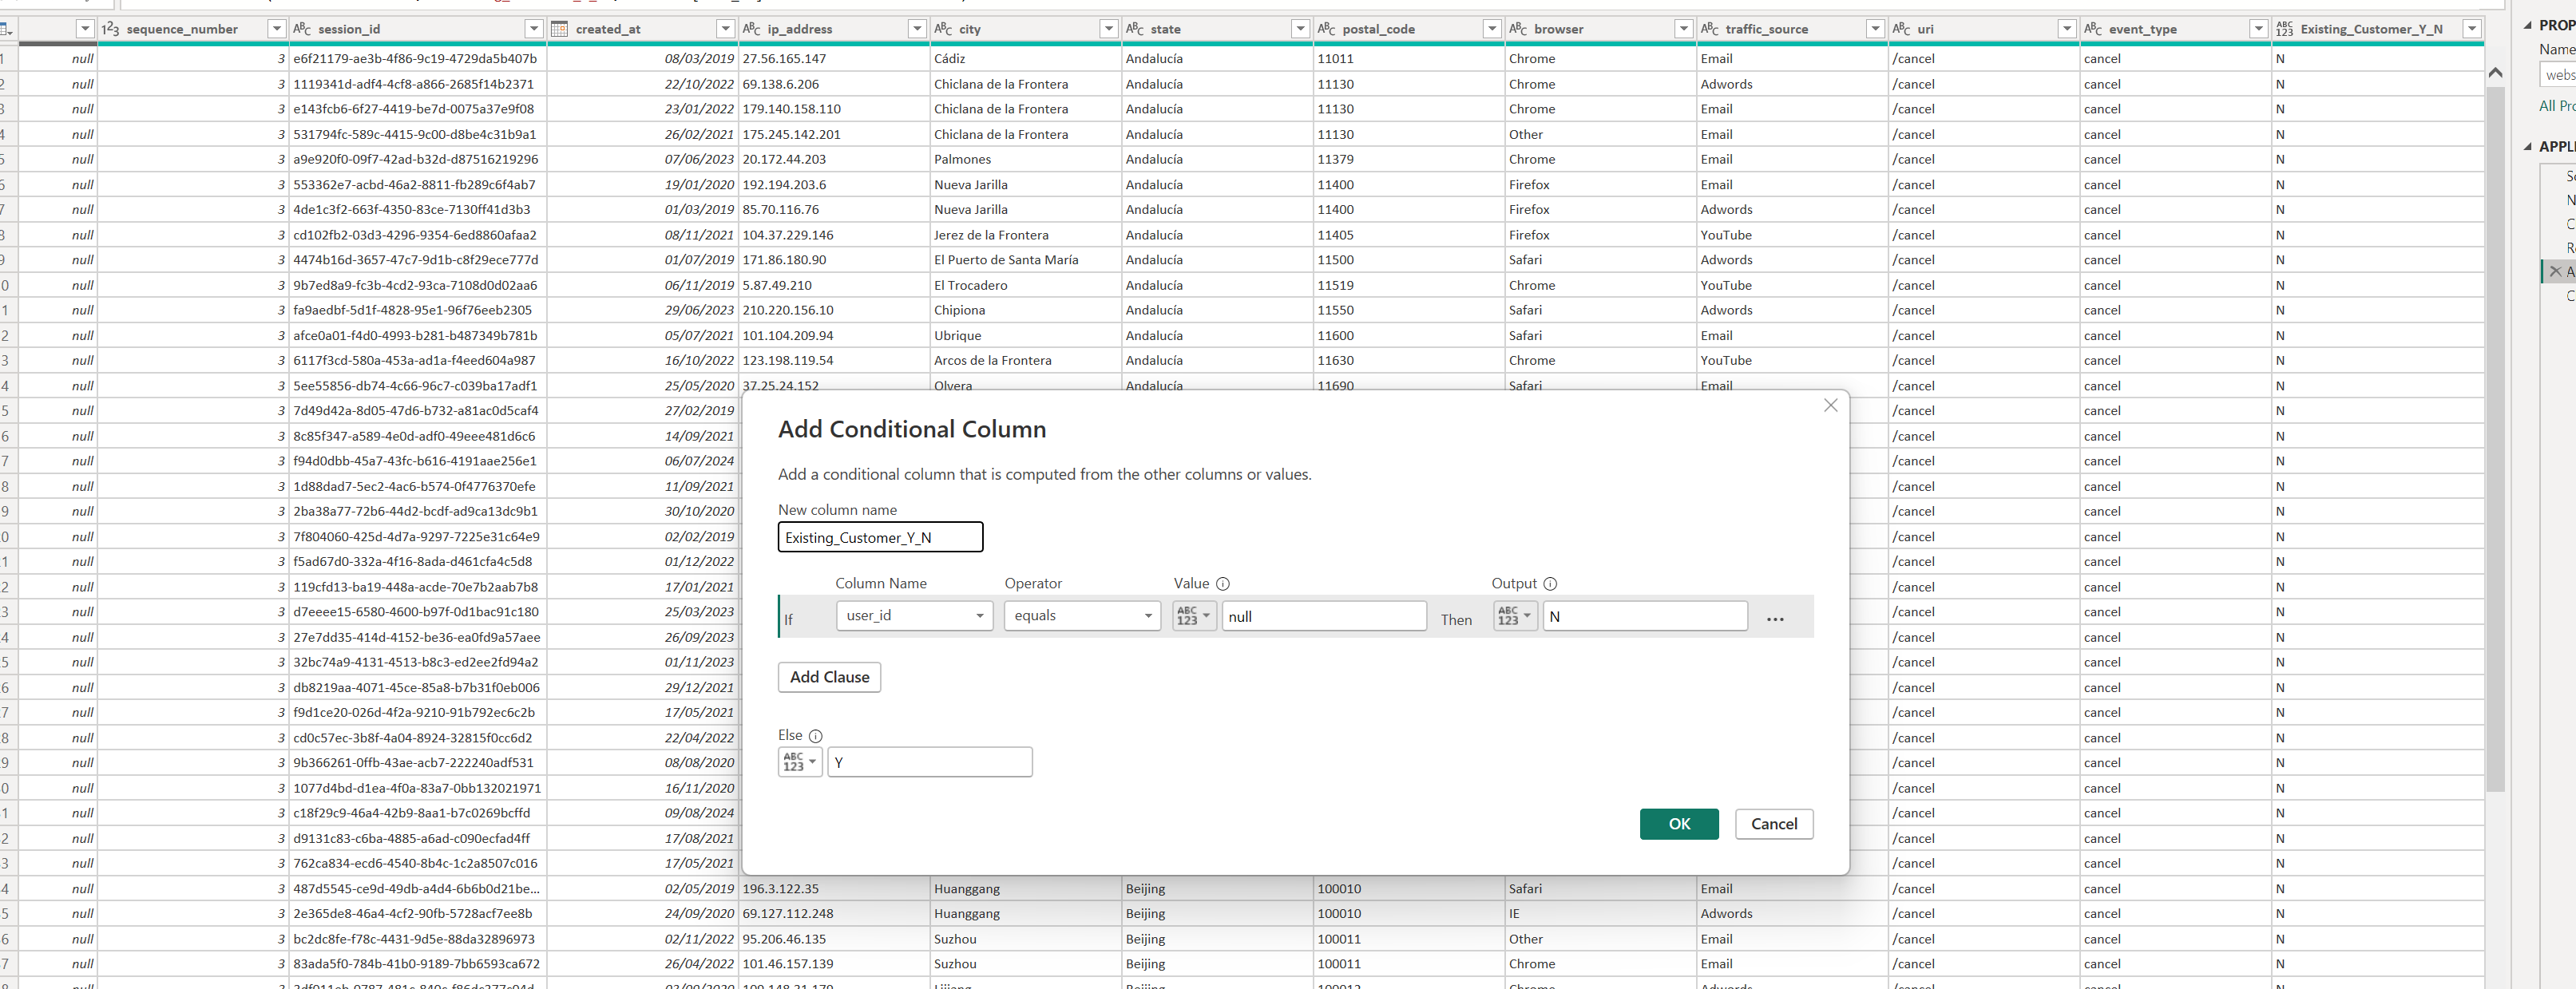 sequence_number session_id created_at ip_address city state postal_code browser traffic_source uri event_type Existing_Customer_Y_N
null 3 e6f21179-ae3b-4f86-9c19-4729da5b407b 08/03/2019 27.56.165.147 Cádiz Andalucía 11011 Chrome Email /cancel cancel N
null 3 1119341d-adf4-4cf8-a866-2685f14b2371 22/10/2022 69.138.6.206 Chiclana de la Frontera Andalucía 11130 Chrome Adwords /cancel cancel N
null 3 e143fcb6-6f27-4419-be7d-0075a37e9f08 23/01/2022 179.140.158.110 Chiclana de la Frontera Andalucía 11130 Chrome Email /cancel cancel N
null 3 531794fc-589c-4415-9c00-d8be4c31b9a1 26/02/2021 175.245.142.201 Chiclana de la Frontera Andalucía 11130 Other Email /cancel cancel N
null 3 a9e920f0-09f7-42ad-b32d-d87516219296 07/06/2023 20.172.44.203 Palmones Andalucía 11379 Chrome Email /cancel cancel N
null 3 553362e7-acbd-46a2-8811-fb289c6f4ab7 19/01/2020 192.194.203.6 Nueva Jarilla Andalucía 11400 Firefox Email /cancel cancel N
null 3 4de1c3f2-663f-4350-83ce-7130ff41d3b3 01/03/2019 85.70.116.76 Nueva Jarilla Andalucía 11400 Firefox Adwords /cancel cancel N
null 3 cd102fb2-03d3-4296-9354-6ed8860afaa2 08/11/2021 104.37.229.146 Jerez de la Frontera Andalucía 11405 Firefox YouTube /cancel cancel N
null 3 4474b16d-3657-47c7-9d1b-c8f29ece777d 01/07/2019 171.86.180.90 El Puerto de Santa María Andalucía 11500 Safari Adwords /cancel cancel N
null 3 9b7ed8a9-fc3b-4cd2-93ca-7108d0d02aa6 06/11/2019 5.87.49.210 El Trocadero Andalucía 11519 Chrome YouTube /cancel cancel N
null 3 fa9aedbf-5d1f-4828-95e1-96f76eeb2305 29/06/2023 210.220.156.10 Chipiona Andalucía 11550 Safari Adwords /cancel cancel N
null 3 afce0a01-f4d0-4993-b281-b487349b781b 05/07/2021 101.104.209.94 Ubrique Andalucía 11600 Safari Email /cancel cancel N
null 3 6117f3cd-580a-453a-ad1a-f4eed604a987 16/10/2022 123.198.119.54 Arcos de la Frontera Andalucía 11630 Chrome YouTube /cancel cancel N
null 3 5ee55856-db74-4c66-96c7-c039ba17adf1 25/05/2020 37.25.24.152 Olvera Andalucía 11690 Safari Email /cancel cancel N
null 3 7d49d42a-8d05-47d6-b732-a81ac0d5caf4 27/02/2019 /cancel cancel N
null 3 8c85f347-a589-4e0d-adf0-49eee481d6c6 14/09/2021 /cancel cancel N
null 3 f94d0dbb-45a7-43fc-b616-4191aae256e1 06/07/2024 /cancel cancel N
null 3 1d88dad7-5ec2-4ac6-b574-0f4776370efe 11/09/2021 /cancel cancel N
null 3 2ba38a77-72b6-44d2-bcdf-ad9ca13dc9b1 30/10/2020 /cancel cancel N
null 3 7f804060-425d-4d7a-9297-7225e31c64e9 02/02/2019 /cancel cancel N
null 3 f5ad67d0-332a-4f16-8ada-d461cfa4c5d8 01/12/2022 /cancel cancel N
null 3 119cfd13-ba19-448a-acde-70e7b2aab7b8 17/01/2021 /cancel cancel N
null 3 d7eeee15-6580-4600-b97f-0d1bac91c180 25/03/2023 /cancel cancel N
null 3 27e7dd35-414d-4152-be36-ea0fd9a57aee 26/09/2023 /cancel cancel N
null 3 32bc74a9-4131-4513-b8c3-ed2ee2fd94a2 01/11/2023 /cancel cancel N
null 3 db8219aa-4071-45ce-85a8-b7b31f0eb006 29/12/2021 /cancel cancel N
null 3 f9d1ce20-026d-4f2a-9210-91b792ec6c2b 17/05/2021 /cancel cancel N
null 3 cd0c57ec-3b8f-4a04-8924-32815f0cc6d2 22/04/2022 /cancel cancel N
null 3 9b366261-0ffb-43ae-acb7-222240adf531 08/08/2020 /cancel cancel N
null 3 1077d4bd-d1ea-4f0a-83a7-0bb132021971 16/11/2020 /cancel cancel N
null 3 c18f29c9-46a4-42b9-8aa1-b7c0269bcffd 09/08/2024 /cancel cancel N
null 3 d9131c83-c6ba-4885-a6ad-c090ecfad4ff 17/08/2021 /cancel cancel N
null 3 762ca834-ecd6-4540-8b4c-1c2a8507c016 17/05/2021 /cancel cancel N
null 3 487d5545-ce9d-49db-a4d4-6b6b0d21be... 02/05/2019 196.3.122.35 Huanggang Beijing 100010 Safari Email /cancel cancel N
null 3 2e365de8-46a4-4cf2-90fb-5728acf7ee8b 24/09/2020 69.127.112.248 Huanggang Beijing 100010 IE Adwords /cancel cancel N
null 3 bc2dc8fe-f78c-4431-9d5e-88da32896973 02/11/2022 95.206.46.135 Suzhou Beijing 100011 Other Email /cancel cancel N
null 3 83ada5f0-784b-41b0-9189-7bb6593ca672 26/04/2022 101.46.157.139 Suzhou Beijing 100011 Chrome Email /cancel cancel N
Add Conditional Column
Add a conditional column that is computed from the other columns or values.
New column name
Existing_Customer_Y_N
Column Name Operator Value Output
If user_id equals ABC 123 null Then ABC 123 N ...
Add Clause
Else
ABC 123 Y
OK Cancel
PROP
Name
webs
All Pro
APPLI